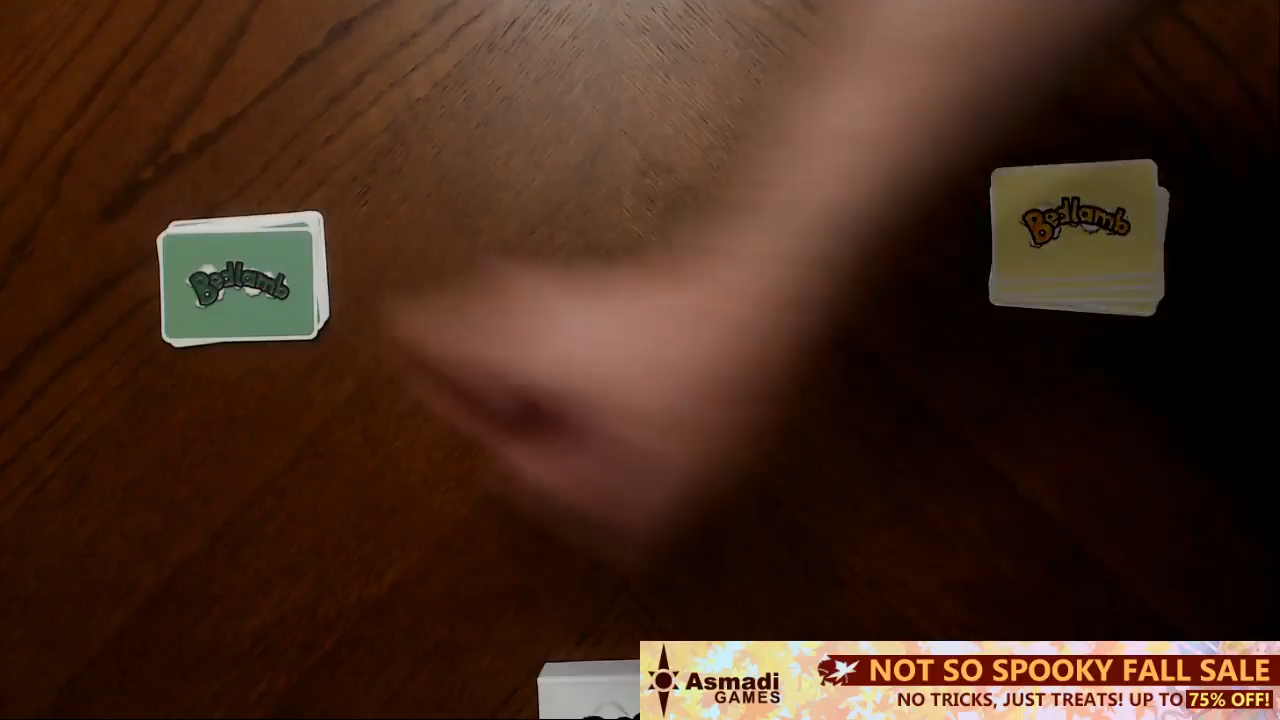 Bedlamb
Bedlamb
Asmadi
GAMES
NOT SO SPOOKY FALL SALE
NO TRICKS, JUST TREATS! UP TO 75% OFF!